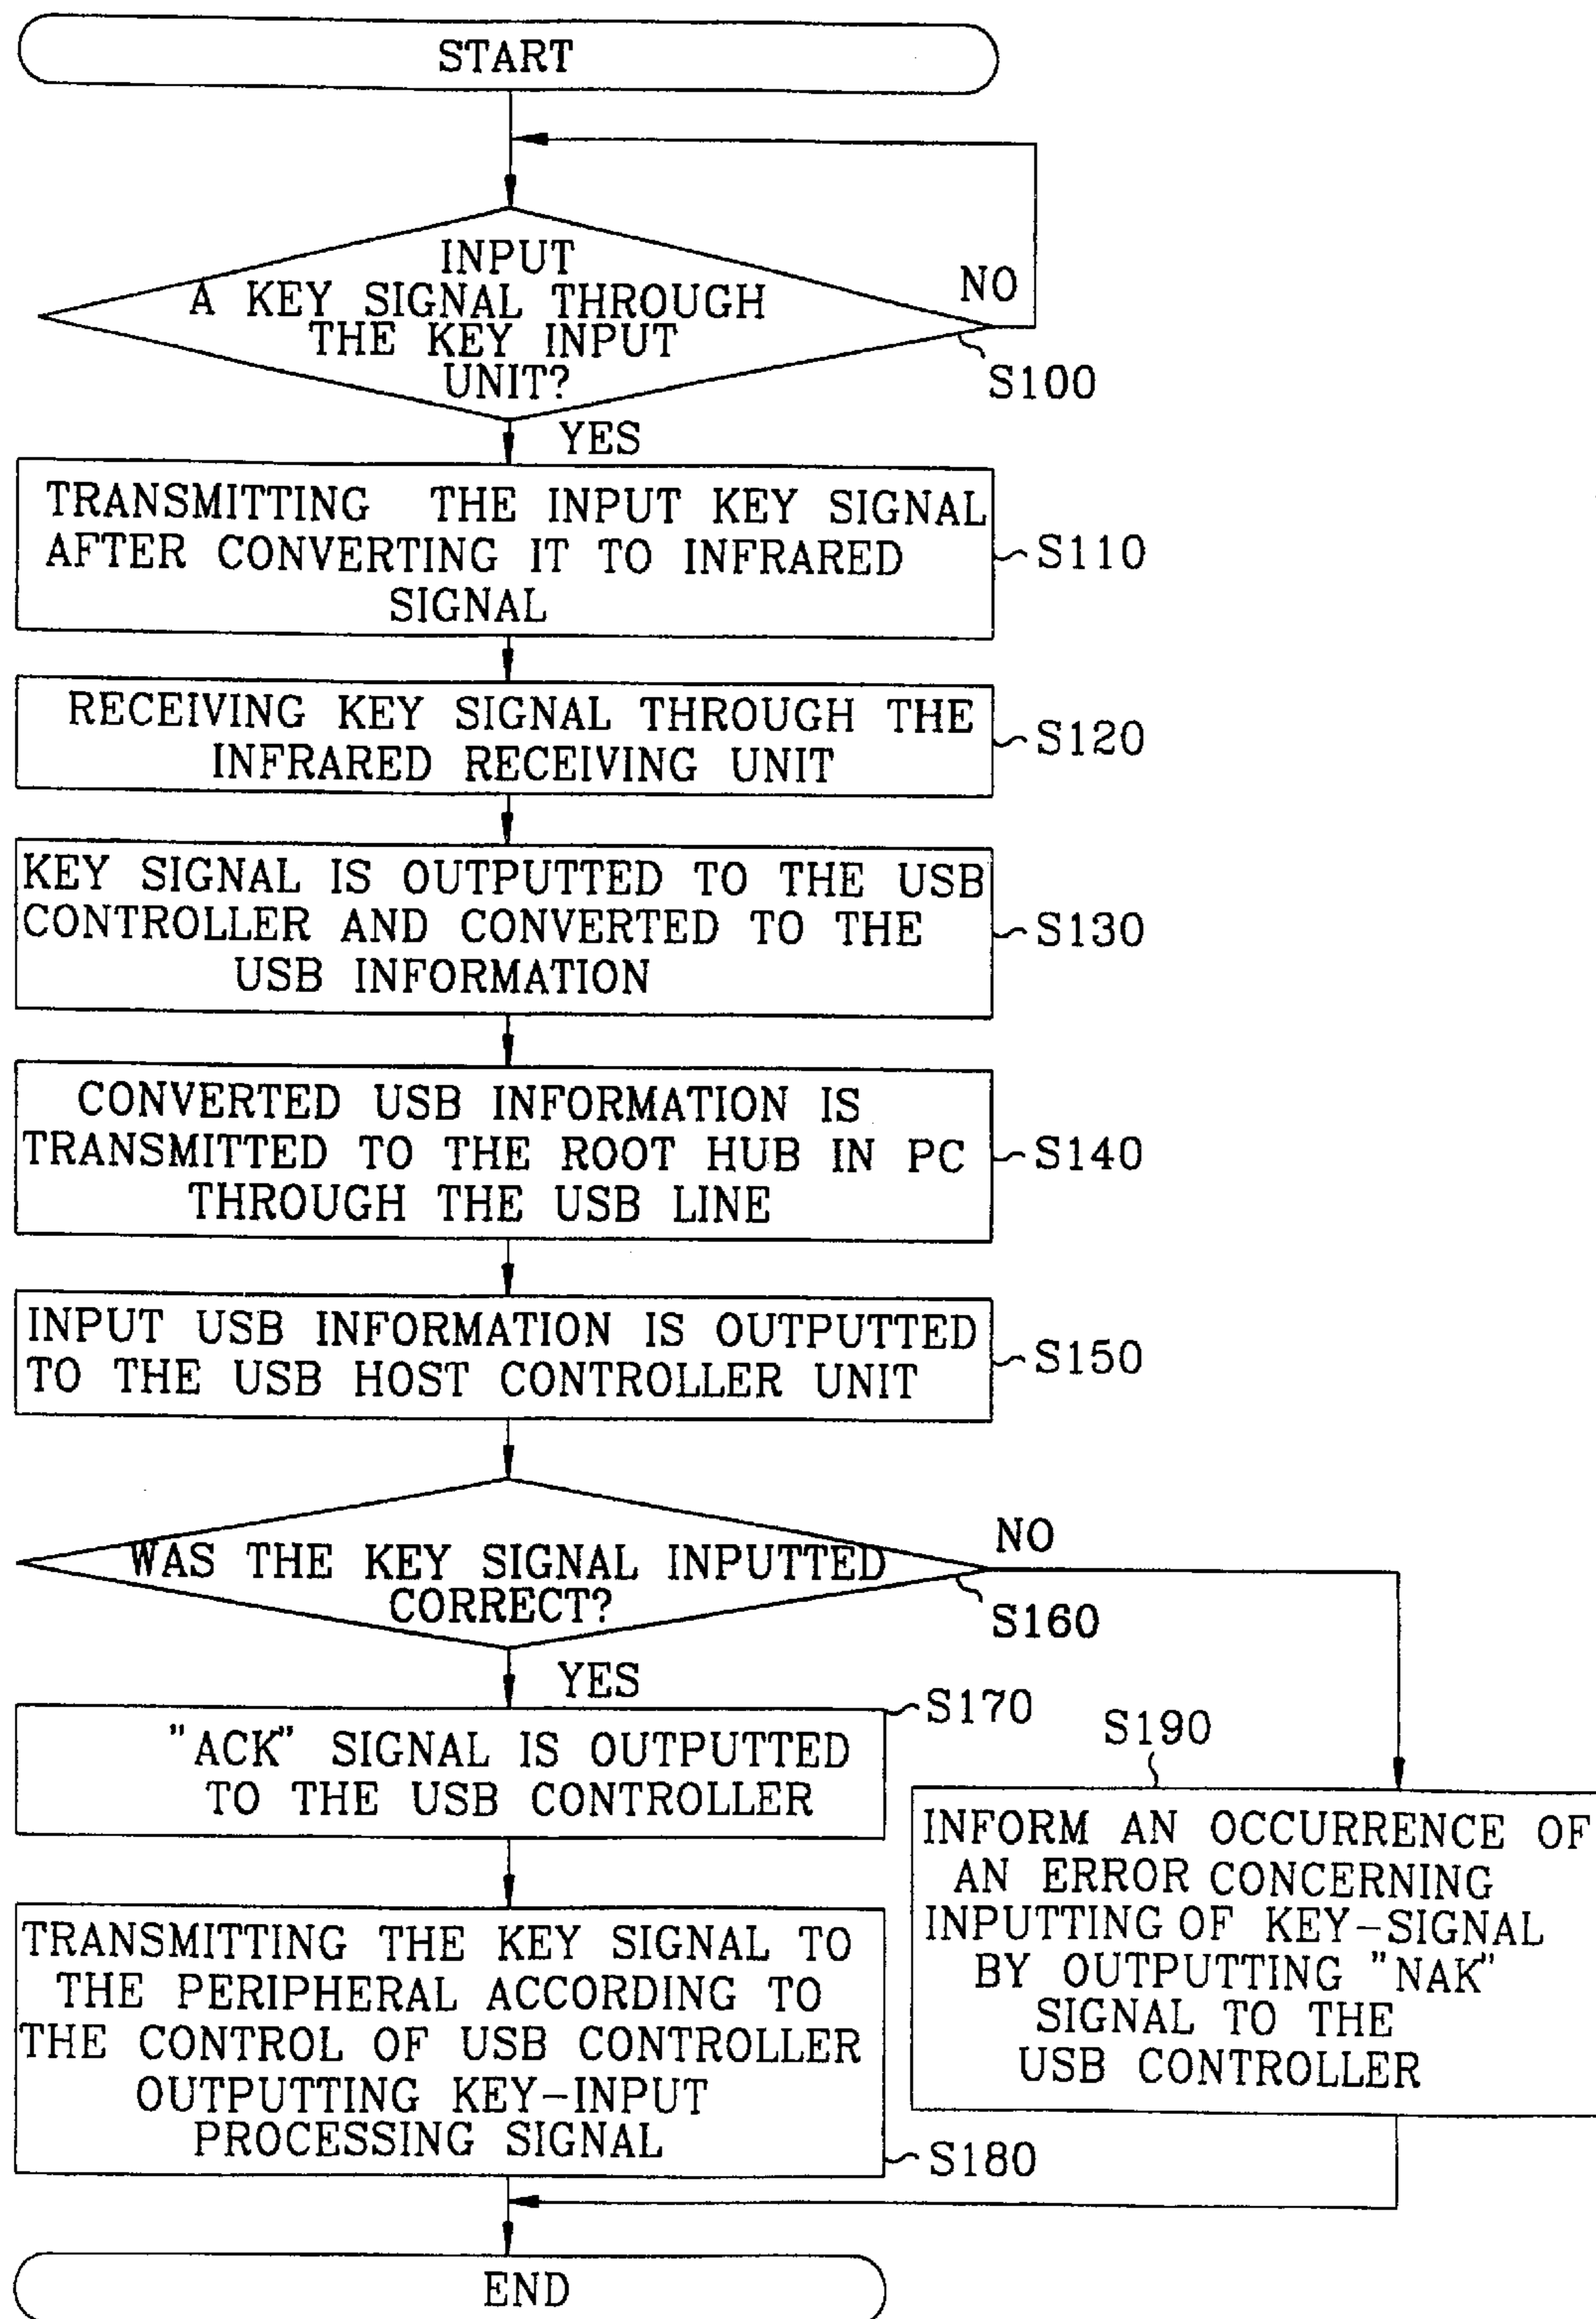 START
INPUT
A KEY SIGNAL THROUGH
THE KEY INPUT
UNIT?
NO
S100
YES
TRANSMITTING THE INPUT KEY SIGNAL
AFTER CONVERTING IT TO INFRARED
SIGNAL
S110
RECEIVING KEY SIGNAL THROUGH THE
INFRARED RECEIVING UNIT
S120
KEY SIGNAL IS OUTPUTTED TO THE USB
CONTROLLER AND CONVERTED TO THE
USB INFORMATION
S130
CONVERTED USB INFORMATION IS
TRANSMITTED TO THE ROOT HUB IN PC
THROUGH THE USB LINE
S140
INPUT USB INFORMATION IS OUTPUTTED
TO THE USB HOST CONTROLLER UNIT
S150
WAS THE KEY SIGNAL INPUTTED
CORRECT?
NO
S160
YES
"ACK" SIGNAL IS OUTPUTTED
TO THE USB CONTROLLER
S170
S190
INFORM AN OCCURRENCE OF
AN ERROR CONCERNING
INPUTTING OF KEY-SIGNAL
BY OUTPUTTING "NAK"
SIGNAL TO THE
USB CONTROLLER
TRANSMITTING THE KEY SIGNAL TO
THE PERIPHERAL ACCORDING TO
THE CONTROL OF USB CONTROLLER
OUTPUTTING KEY-INPUT
PROCESSING SIGNAL
S180
END